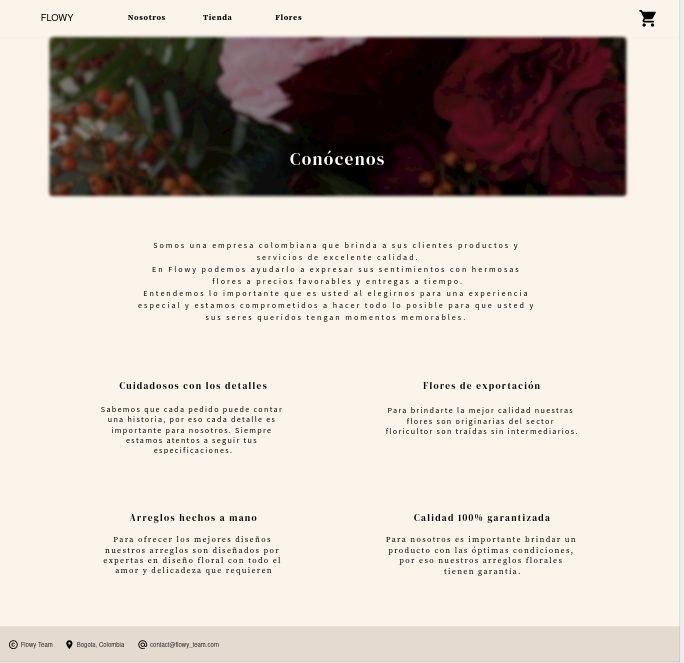 FLOWY
Nosotros
Tienda
Flores
Conócenos
Somos una empresa colombiana que brinda a sus clientes productos y
servicios de excelente calidad.
En Flowy podemos ayudarlo a expresar sus sentimientos con hermosas
flores a precios favorables y entregas a tiempo.
Entendemos lo importante que es usted al elegirnos para una experiencia
especial y estamos comprometidos a hacer todo lo posible para que usted y
sus seres queridos tengan momentos memorables.
Cuidadosos con los detalles
Sabemos que cada pedido puede contar
una historia, por eso cada detalle es
importante para nosotros. Siempre
estamos atentos a seguir tus
especificaciones.
Flores de exportación
Para brindarte la mejor calidad nuestras
flores son originarias del sector
floricultor son traídas sin intermediarios.
Arreglos hechos a mano
Para ofrecer los mejores diseños
nuestros arreglos son diseñados por
expertas en diseño floral con todo el
amor y delicadeza que requieren
Calidad 100% garantizada
Para nosotros es importante brindar un
producto con las óptimas condiciones,
por eso nuestros arreglos florales
tienen garantía.
© Flowy Team
Bogota, Colombia
@ contact@flowy_team.com